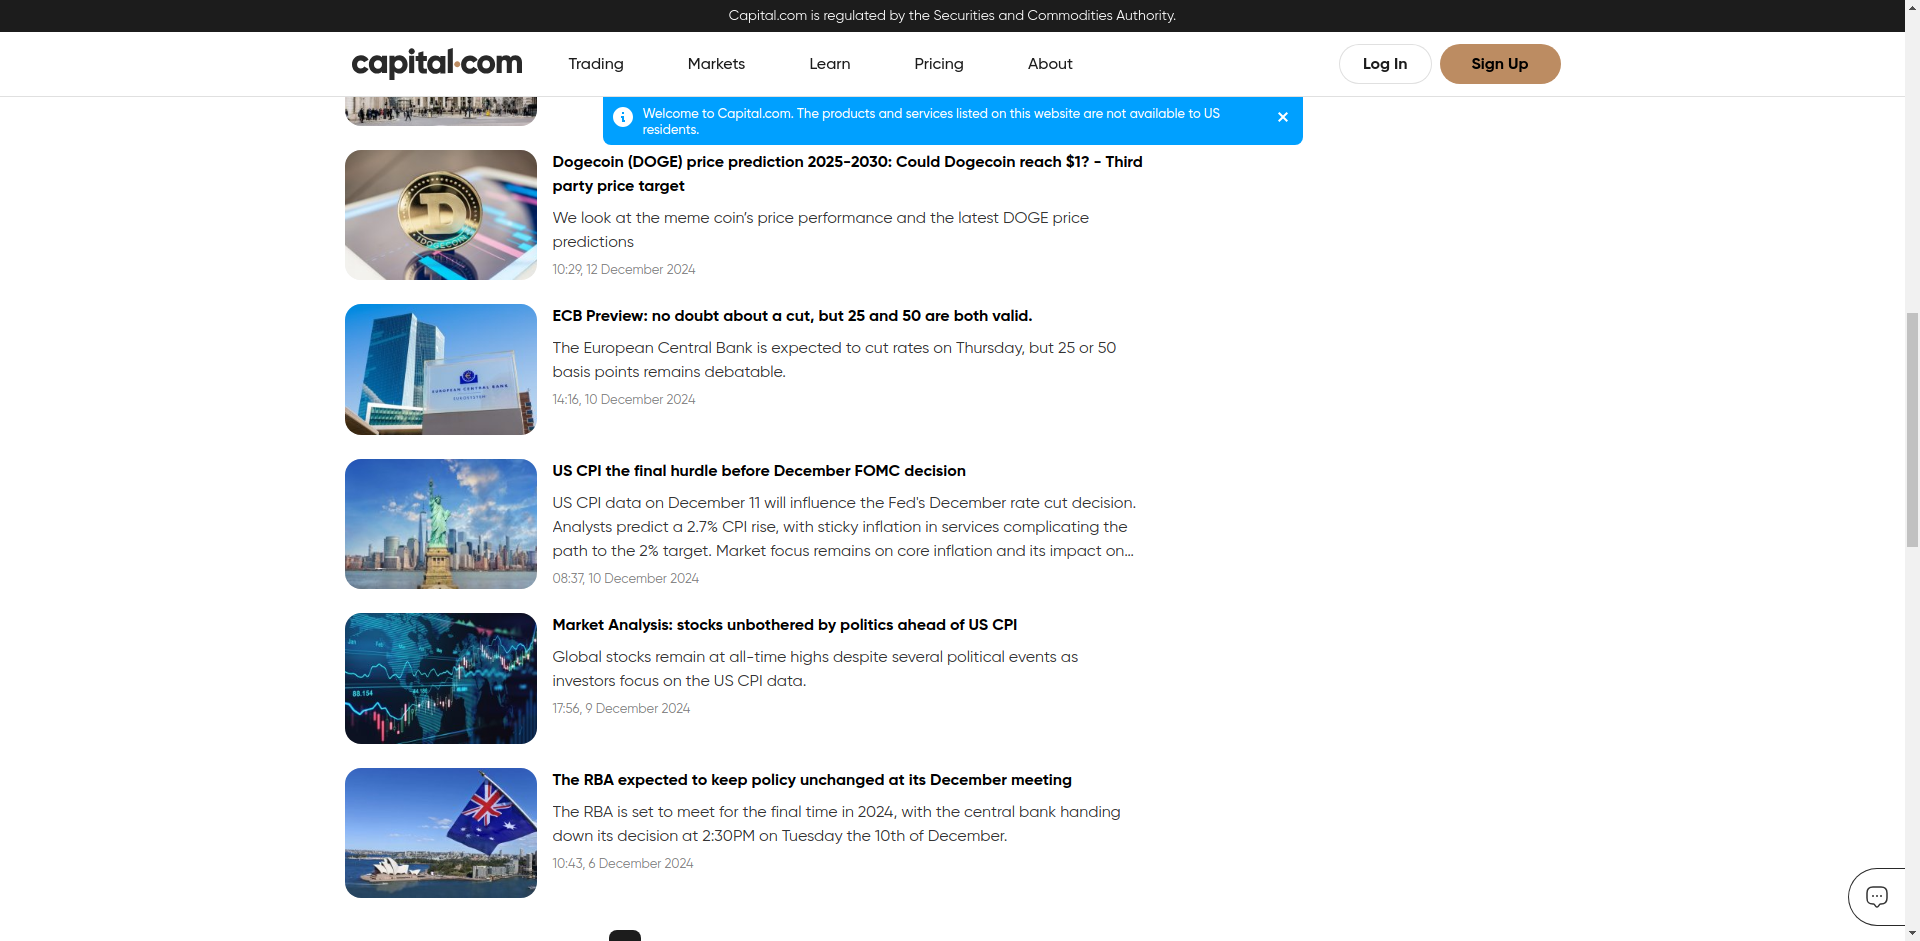 Capital.com is regulated by the Securities and Commodities Authority.
capital.com
Trading
Markets
Learn
Pricing
About
Log In
Sign Up
Welcome to Capital.com. The products and services listed on this website are not available to US
residents.
Dogecoin (DOGE) price prediction 2025-2030: Could Dogecoin reach $1? - Third
party price target
We look at the meme coin's price performance and the latest DOGE price
predictions
10:29, 12 December 2024
EUROPEAN CENTRAL BANK
EUROSYSTEM
ECB Preview: no doubt about a cut, but 25 and 50 are both valid.
The European Central Bank is expected to cut rates on Thursday, but 25 or 50
basis points remains debatable.
14:16, 10 December 2024
US CPI the final hurdle before December FOMC decision
US CPI data on December 11 will influence the Fed's December rate cut decision.
Analysts predict a 2.7% CPI rise, with sticky inflation in services complicating the
path to the 2% target. Market focus remains on core inflation and its impact on...
08:37, 10 December 2024
88.154
Market Analysis: stocks unbothered by politics ahead of US CPI
Global stocks remain at all-time highs despite several political events as
investors focus on the US CPI data.
17:56, 9 December 2024
The RBA expected to keep policy unchanged at its December meeting
The RBA is set to meet for the final time in 2024, with the central bank handing
down its decision at 2:30PM on Tuesday the 10th of December.
10:43, 6 December 2024